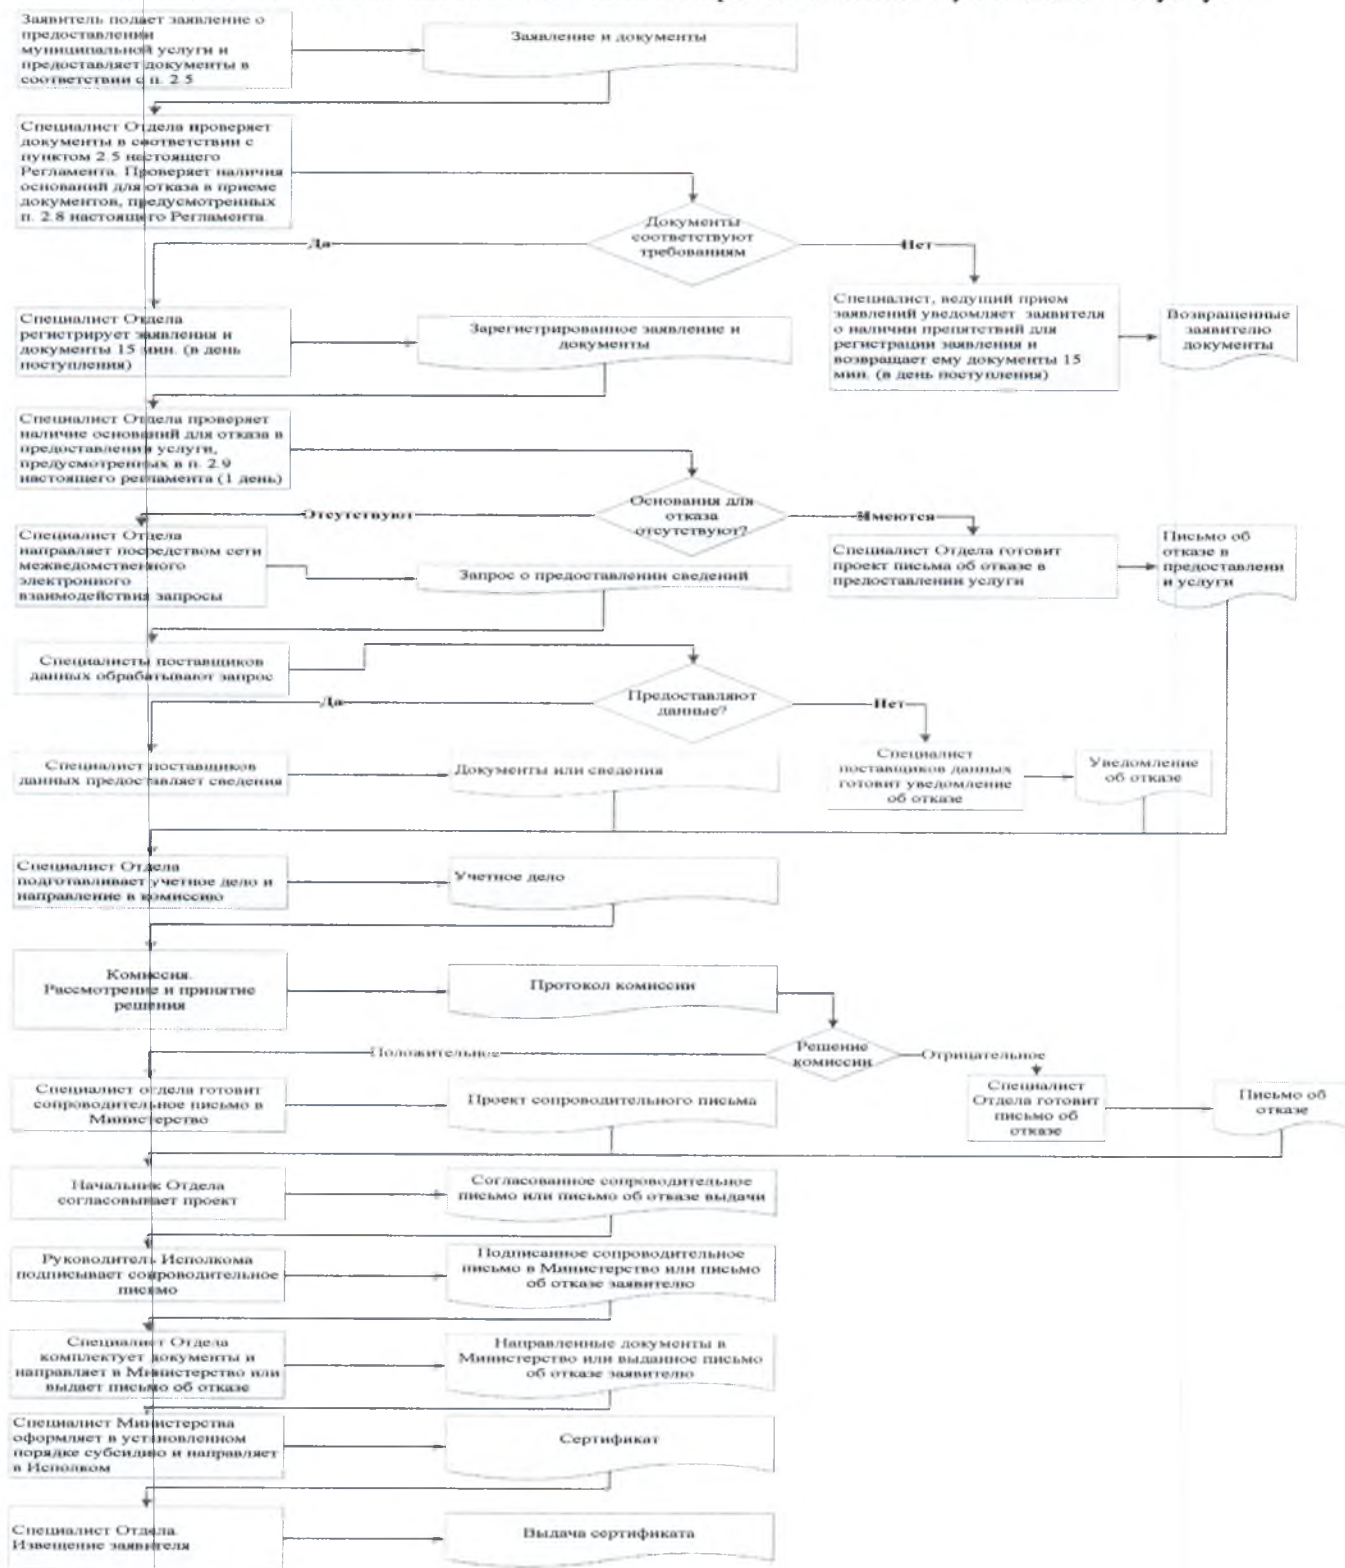 Заявитель подает заявление о
предоставлении
муниципальной услуги и
предоставляет документы в
соответствии с п. 2.5
Заявление и документы
Специалист Отдела проверяет
документы в соответствии с
пунктом 2.5 настоящего
Регламента. Проверяет наличия
оснований для отказа в приеме
документов, предусмотренных
п. 2.8 настоящего Регламента.
Документы
соответствуют
требованиям
Да
Нет
Специалист Отдела
регистрирует заявления и
документы 15 мин. (в день
поступления)
Зарегистрированное заявление и
документы
Специалист, ведущий прием
заявлений уведомляет заявителя
о наличии препятствий для
регистрации заявления и
возвращает ему документы 15
мин. (в день поступления)
Возвращенные
заявителю
документы
Специалист Отдела проверяет
наличие оснований для отказа в
предоставления услуги,
предусмотренных в п. 2.9
настоящего регламента (1 день)
Основания для
отказа
отсутствуют?
Отсутствуют
Имеются
Специалист Отдела
направляет посредством сети
межведомственного
электронного
взаимодействия запросы
Запрос о предоставлении сведений
Специалист Отдела готовит
проект письма об отказе в
предоставлении услуги
Письмо об
отказе в
предоставлени
и услуги
Специалисты поставщиков
данных обрабатывают запрос
Предоставляют
данные?
Да
Нет
Специалист поставщиков
данных предоставляет сведения
Документы или сведения
Специалист
поставщиков данных
готовит уведомление
об отказе
Уведомление
об отказе
Специалист Отдела
подготавливает учетное дело и
направление в комиссию
Учетное дело
Комиссия.
Рассмотрение и принятие
решения
Протокол комиссии
Решение
комиссии
Положительное
Отрицательное
Специалист отдела готовит
сопроводительное письмо в
Министерство
Проект сопроводительного письма
Специалист
Отдела готовит
письмо об
отказе
Письмо об
отказе
Начальник Отдела
согласовывает проект
Согласованное сопроводительное
письмо или письмо об отказе выдачи
Руководитель Исполкома
подписывает сопроводительное
письмо
Подписанное сопроводительное
письмо в Министерство или письмо
об отказе заявителю
Специалист Отдела
комплектует документы и
направляет в Министерство или
выдает письмо об отказе
Направленные документы в
Министерство или выданное письмо
об отказе заявителю
Специалист Министерства
оформляет в установленном
порядке субсидию и направляет
в Исполком
Сертификат
Специалист Отдела.
Извещение заявителя
Выдача сертификата